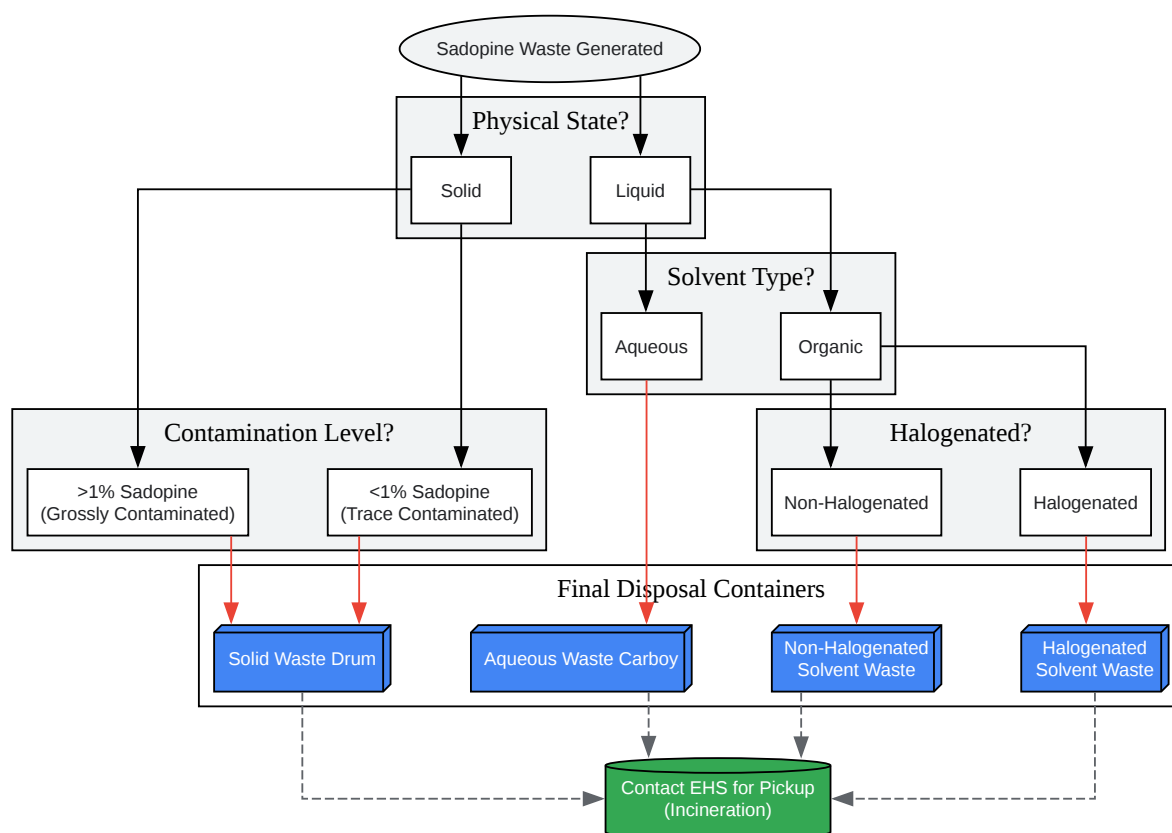 Sadopine Waste Generated
Physical State?
Solid
Liquid
Solvent Type?
Aqueous
Organic
Contamination Level?
>1% Sadopine
(Grossly Contaminated)
<1% Sadopine
(Trace Contaminated)
Halogenated?
Non-Halogenated
Halogenated
Final Disposal Containers
Solid Waste Drum
Aqueous Waste Carboy
Non-Halogenated
Solvent Waste
Halogenated
Solvent Waste
Contact EHS for Pickup
(Incineration)